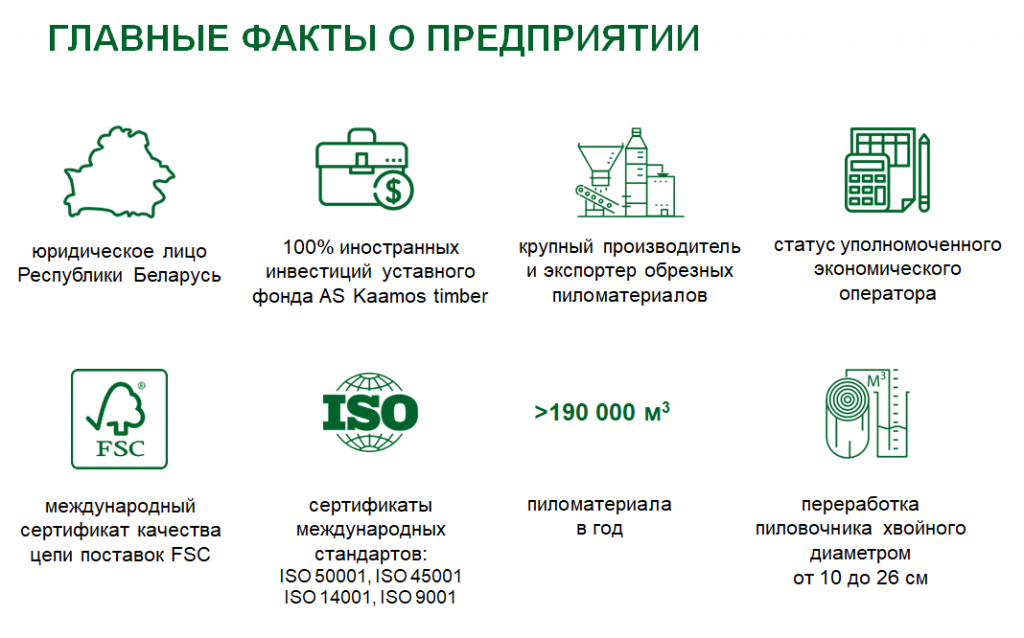 ГЛАВНЫЕ ФАКТЫ О ПРЕДПРИЯТИИ
юридическое лицо
Республики Беларусь
$
100% иностранных
инвестиций уставного
фонда AS Kaamos timber
крупный производитель
и экспортер обрезных
пиломатериалов
статус уполномоченного
экономического
оператора
®
FSC
международный
сертификат качества
цепи поставок FSC
ISO
сертификаты
международных
стандартов:
ISO 50001, ISO 45001
ISO 14001, ISO 9001
>190 000 м³
пиломатериала
в год
М³
переработка
пиловочника хвойного
диаметром
от 10 до 26 см